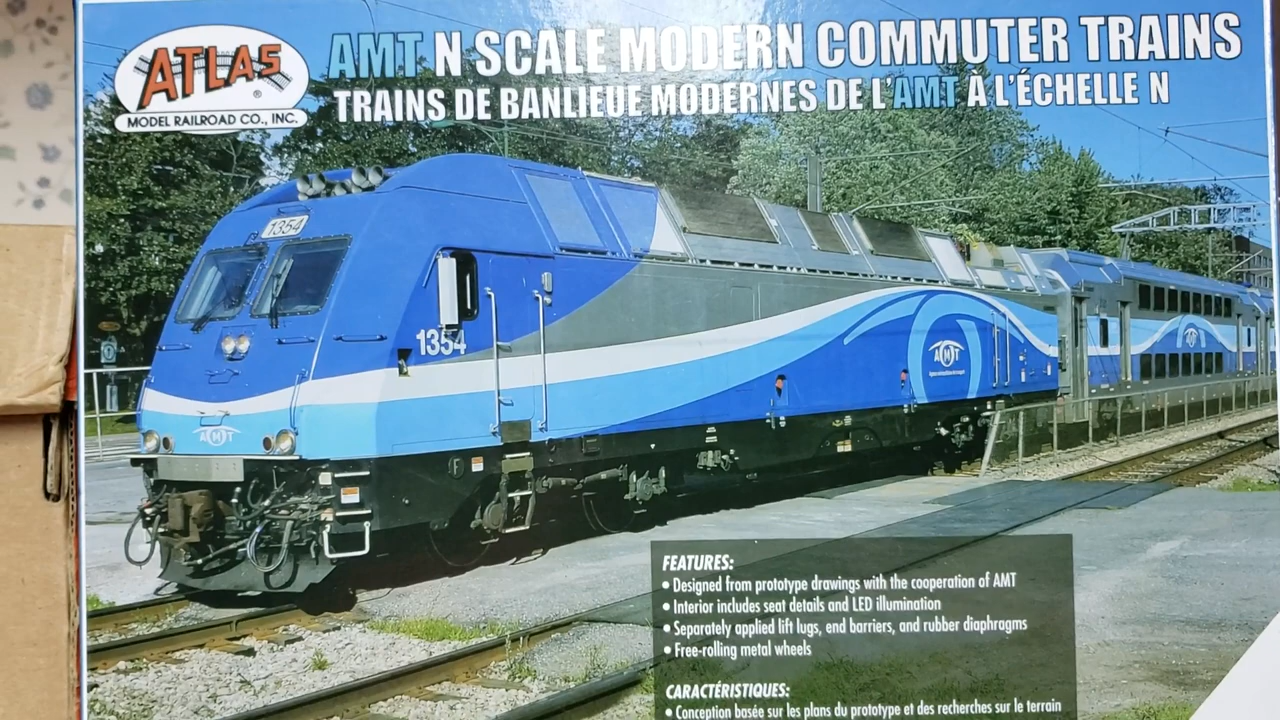 ATLAS
®
MODEL RAILROAD CO., INC.
AMT N SCALE MODERN COMMUTER TRAINS
TRAINS DE BANLIEUE MODERNES DE L'AMT À L'ÉCHELLE N
1354
1354
AMT
AMT
AMT
F
FEATURES:
• Designed from prototype drawings with the cooperation of AMT
• Interior includes seat details and LED illumination
• Separately applied lift lugs, end barriers, and rubber diaphragms
• Free-rolling metal wheels
CARACTÉRISTIQUES:
• Conception basée sur les plans du prototype et des recherches sur le terrain